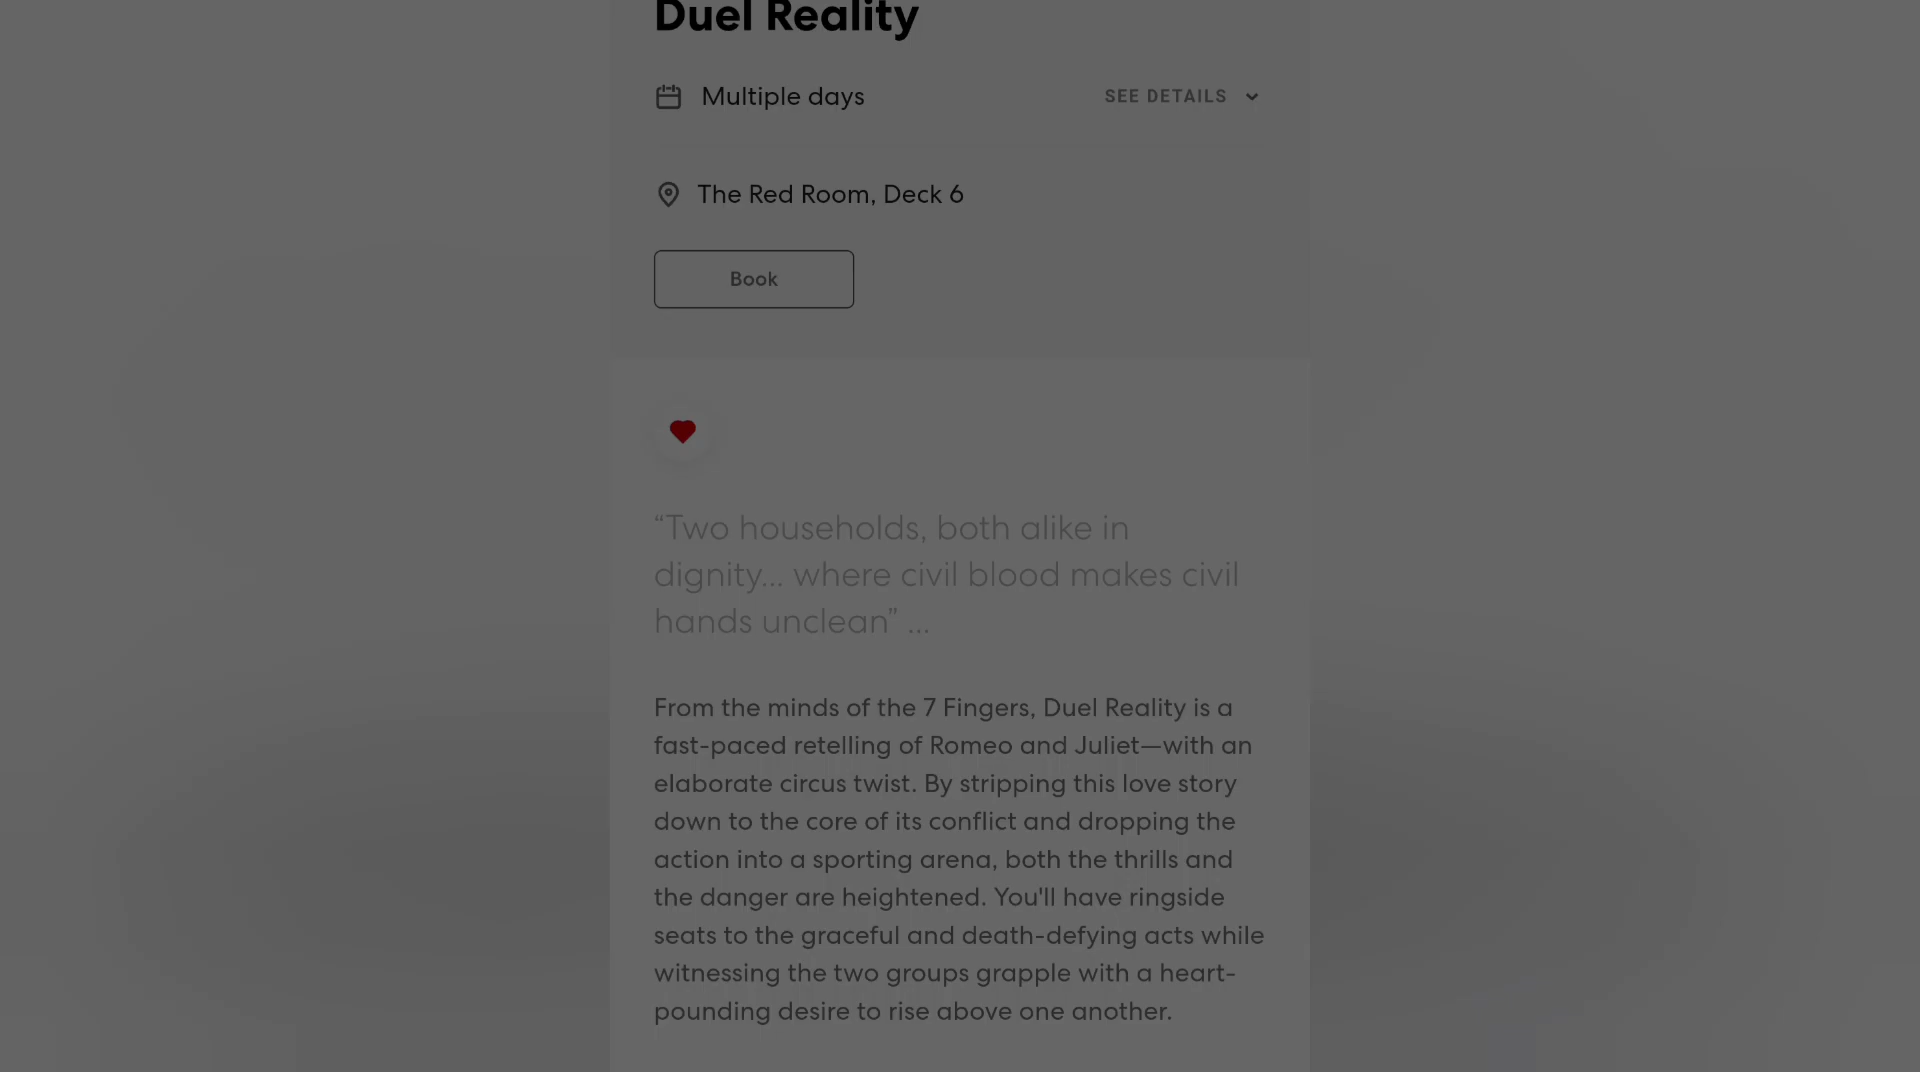 Duel Reality
Multiple days
SEE DETAILS
The Red Room, Deck 6
Book
“Two households, both alike in
dignity... where civil blood makes civil
hands unclean” ...
From the minds of the 7 Fingers, Duel Reality is a
fast-paced retelling of Romeo and Juliet—with an
elaborate circus twist. By stripping this love story
down to the core of its conflict and dropping the
action into a sporting arena, both the thrills and
the danger are heightened. You'll have ringside
seats to the graceful and death-defying acts while
witnessing the two groups grapple with a heart-
pounding desire to rise above one another.